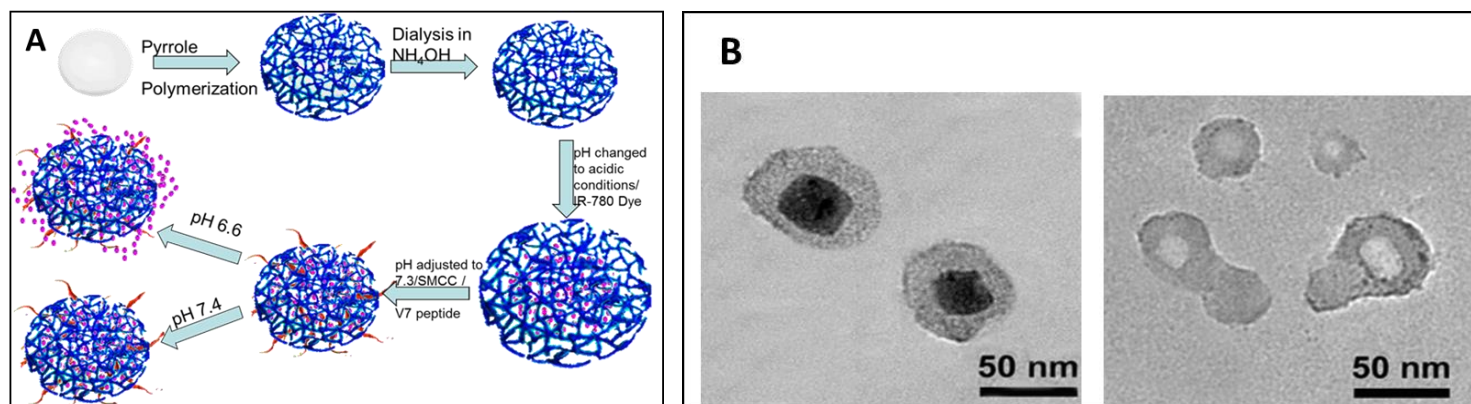 A
Pyrrole
Polymerization
Dialysis in
NH₄OH
pH changed
to acidic
conditions/
IR-780 Dye
pH adjusted to
7.3/SMCC /
V7 peptide
pH 6.6
pH 7.4
B
50 nm
50 nm